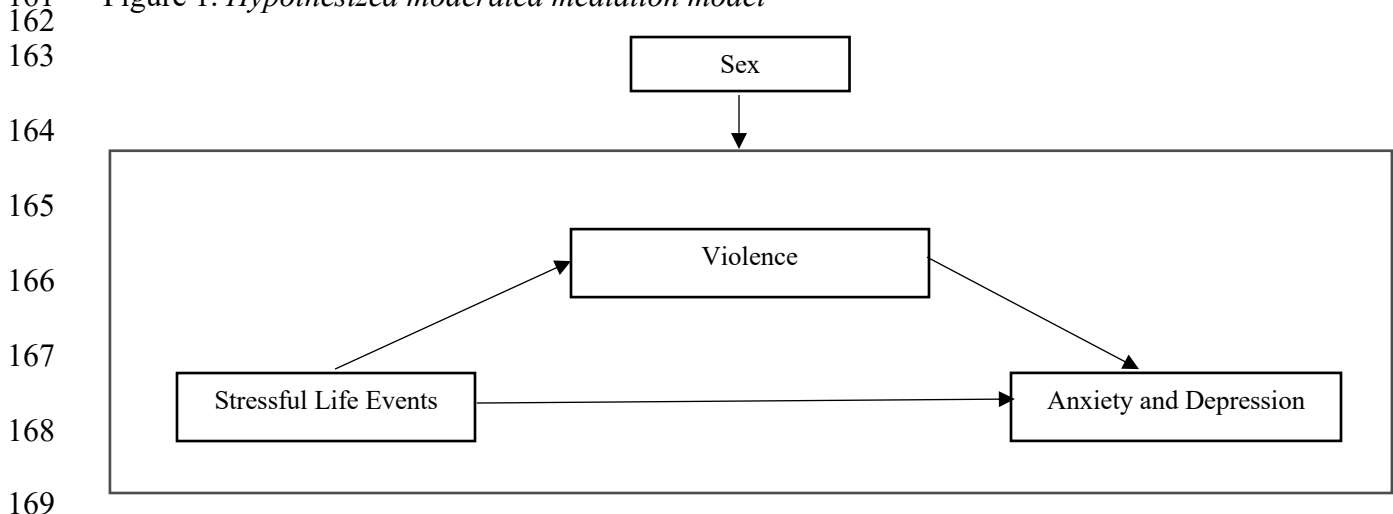 161 Figure 1. Hypothesized moderated mediation model
162
163 Sex
164
165
166 Violence
167
Stressful Life Events Anxiety and Depression
168
169